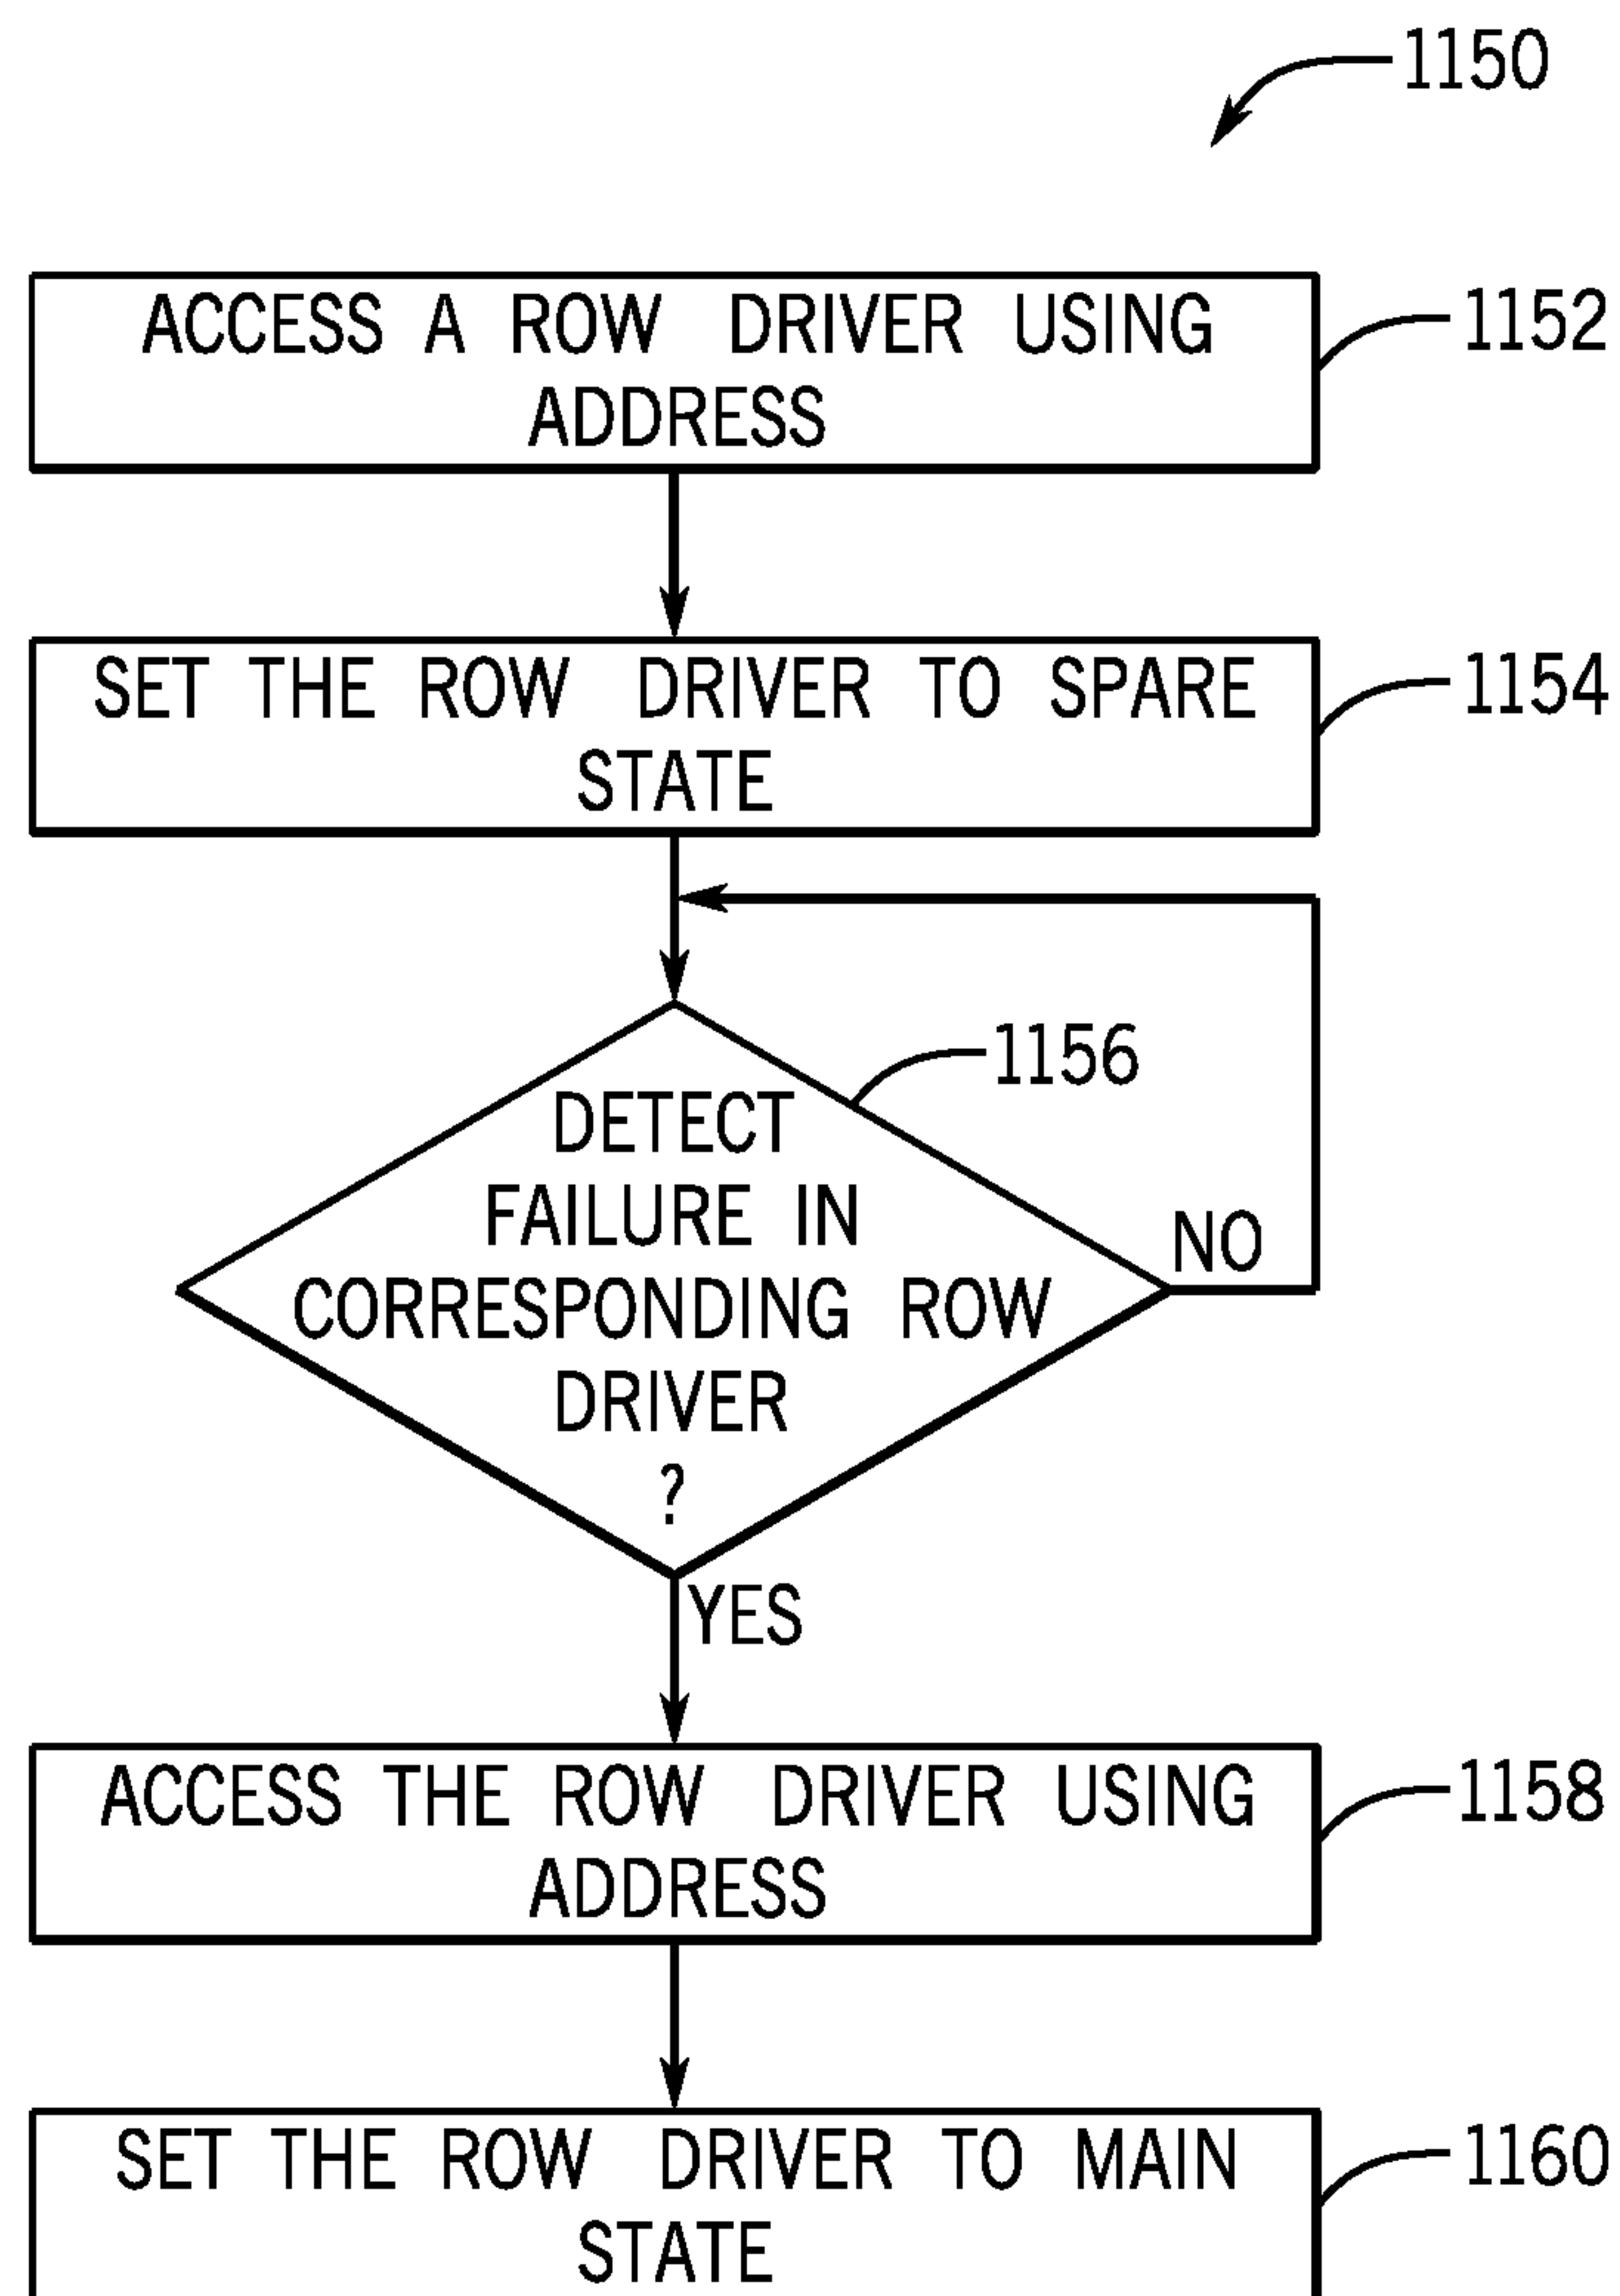 1150
ACCESS A ROW DRIVER USING
ADDRESS
1152
SET THE ROW DRIVER TO SPARE
STATE
1154
1156
DETECT
FAILURE IN
CORRESPONDING ROW
DRIVER
?
NO
YES
ACCESS THE ROW DRIVER USING
ADDRESS
1158
SET THE ROW DRIVER TO MAIN
STATE
1160